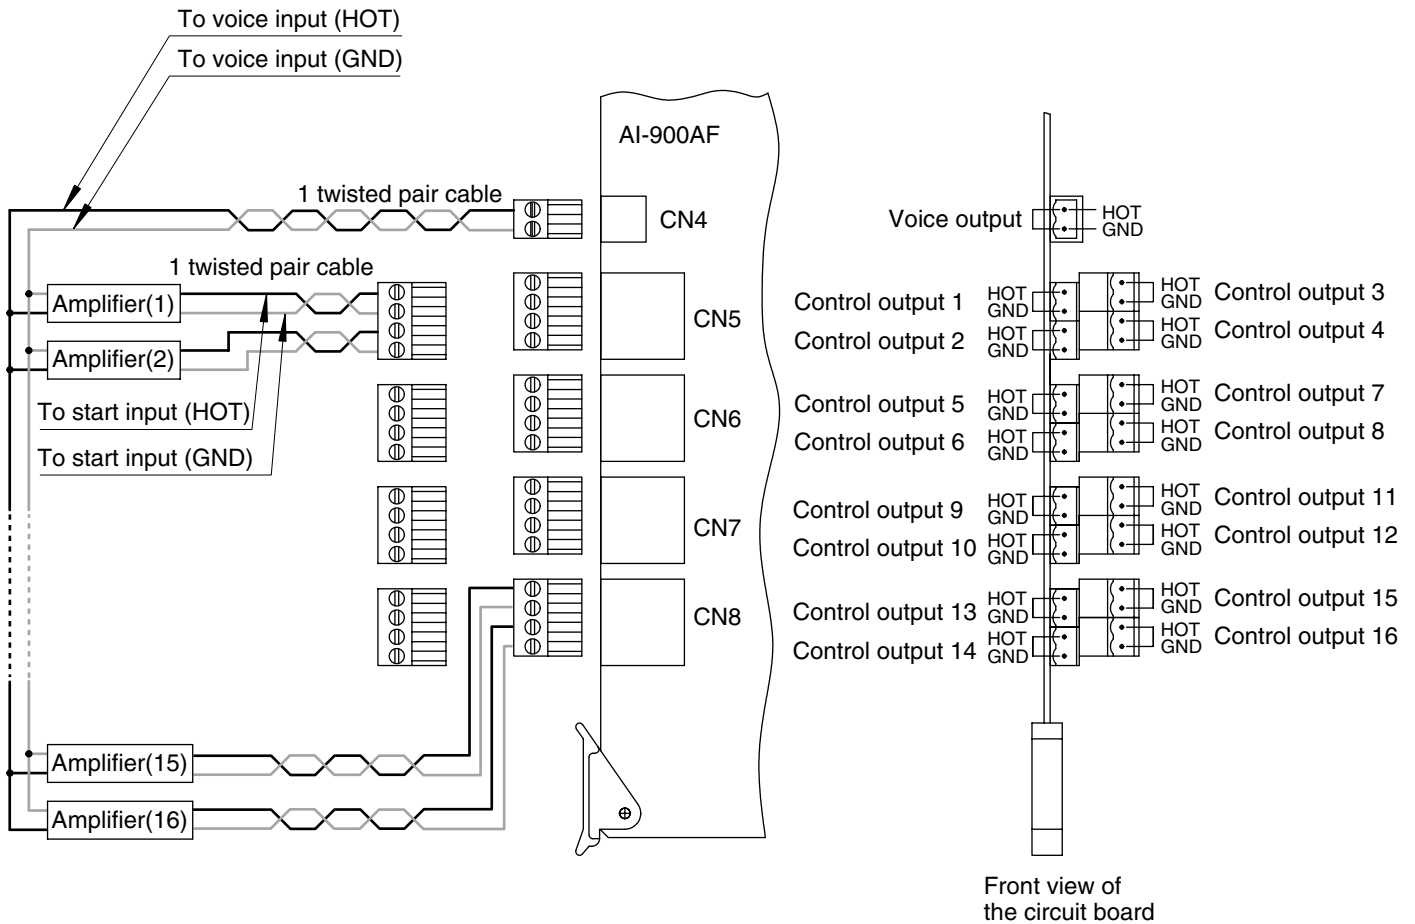 To voice input (HOT)
To voice input (GND)
AI-900AF
1 twisted pair cable
CN4
1 twisted pair cable
Amplifier(1)
Amplifier(2)
To start input (HOT)
To start input (GND)
CN5
CN6
CN7
CN8
Amplifier(15)
Amplifier(16)
Voice output
HOT
GND
Control output 1
HOT
GND
Control output 2
HOT
GND
HOT
GND
Control output 3
HOT
GND
Control output 4
Control output 5
HOT
GND
Control output 6
HOT
GND
HOT
GND
Control output 7
HOT
GND
Control output 8
Control output 9
HOT
GND
Control output 10
HOT
GND
HOT
GND
Control output 11
HOT
GND
Control output 12
Control output 13
HOT
GND
Control output 14
HOT
GND
HOT
GND
Control output 15
HOT
GND
Control output 16
Front view of
the circuit board